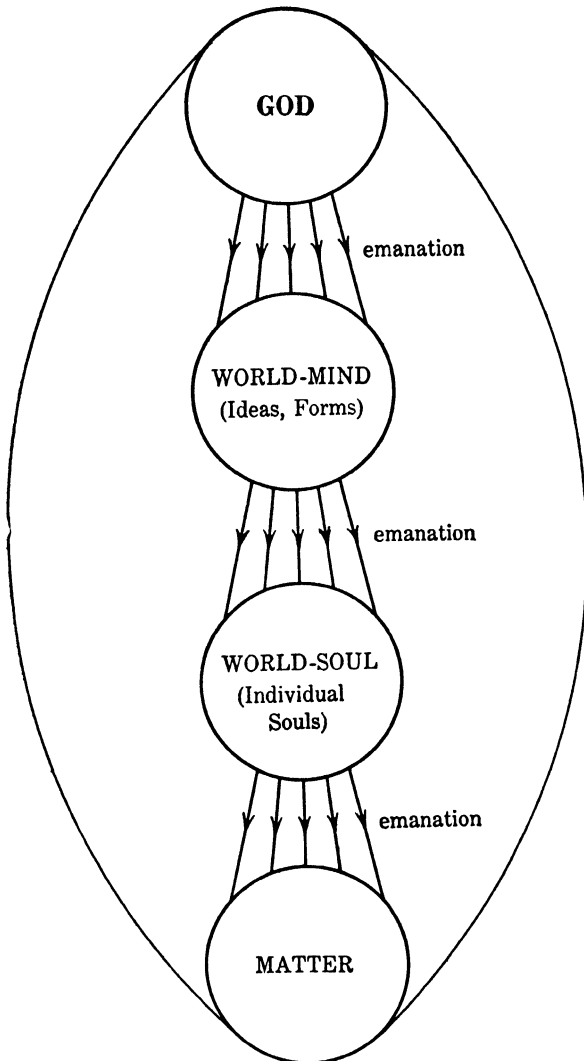 GOD
emanation
WORLD-MIND
(Ideas, Forms)
emanation
WORLD-SOUL
(Individual
Souls)
emanation
MATTER